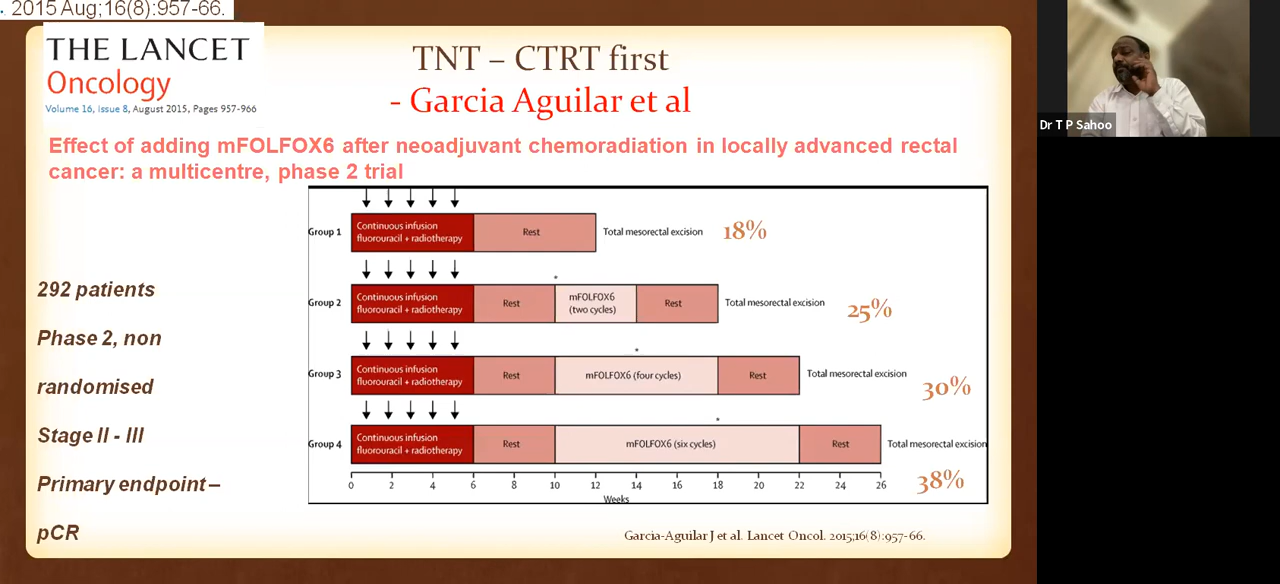 . 2015 Aug;16(8):957-66.
THE LANCET
Oncology
Volume 16, Issue 8, August 2015, Pages 957-966
TNT – CTRT first
- Garcia Aguilar et al
Effect of adding mFOLFOX6 after neoadjuvant chemoradiation in locally advanced rectal
cancer: a multicentre, phase 2 trial
292 patients
Phase 2, non
randomised
Stage II - III
Primary endpoint –
pCR
Group 1
Continuous infusion
fluorouracil + radiotherapy
Rest
Total mesorectal excision
18%
Group 2
Continuous infusion
fluorouracil + radiotherapy
Rest
*
mFOLFOX6
(two cycles)
Rest
Total mesorectal excision
25%
Group 3
Continuous infusion
fluorouracil + radiotherapy
Rest
*
mFOLFOX6 (four cycles)
Rest
Total mesorectal excision
30%
Group 4
Continuous infusion
fluorouracil + radiotherapy
Rest
*
mFOLFOX6 (six cycles)
Rest
Total mesorectal excision
38%
0 2 4 6 8 10 12 14 16 18 20 22 24 26
Weeks
Garcia-Aguilar J et al. Lancet Oncol. 2015;16(8):957-66.
Dr T P Sahoo